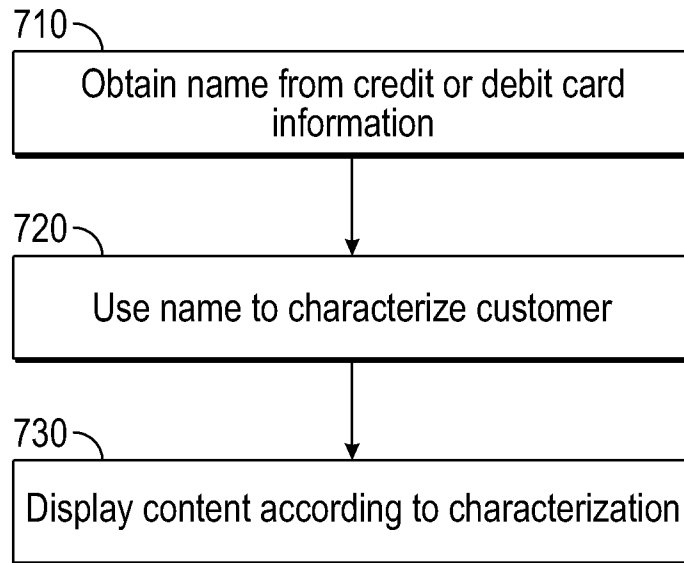 710
Obtain name from credit or debit card
information
720
Use name to characterize customer
730
Display content according to characterization